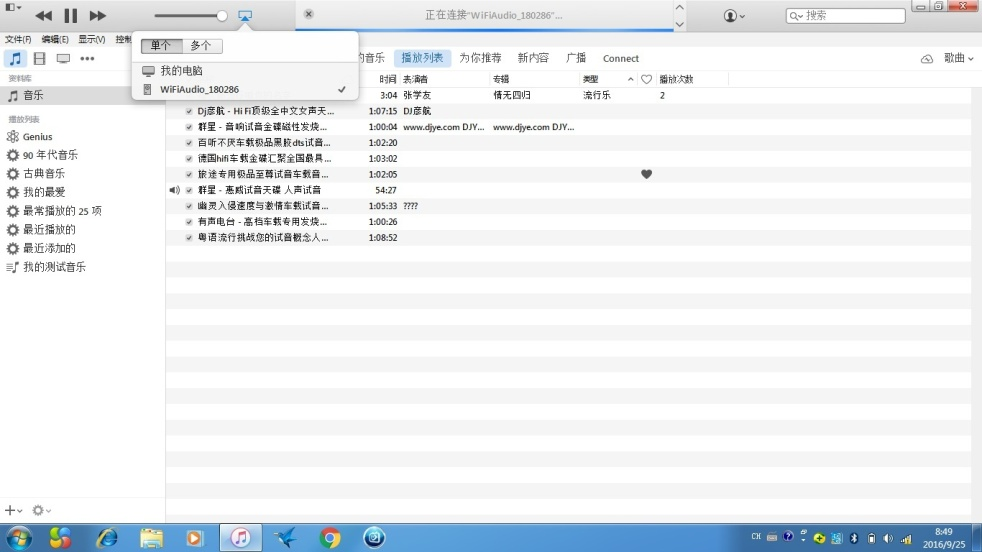 正在连接“WiFiAudio_180286”...
搜索
文件(F) 编辑(E) 显示(V) 控制
单个 多个
我的电脑
WiFiAudio_180286
的音乐 播放列表 为你推荐 新内容 广播 Connect 歌曲
资料库
音乐
播放列表
Genius
90 年代音乐
古典音乐
我的最爱
最常播放的 25 项
最近播放的
最近添加的
我的测试音乐
时间 表演者 专辑 类型 播放次数
3:04 张学友 情无四归 流行乐 2
Dj彦航 - Hi Fi顶级全中文女声天... 1:07:15 DJ彦航
群星 - 音响试音金碟磁性发烧... 1:00:04 www.djye.com DJY... www.djye.com DJY...
百听不厌车载极品黑胶dts试音... 1:02:20
德国hifi车载金碟汇聚全国最具... 1:03:02
旅途专用极品至尊试音车载音... 1:02:05
群星 - 惠威试音天碟 人声试音 54:27
幽灵入侵速度与激情车载试音... 1:05:33 ????
有声电台 - 高档车载专用发烧... 1:00:26
粤语流行挑战您的试音概念人... 1:08:52
CH
8:49
2016/9/25